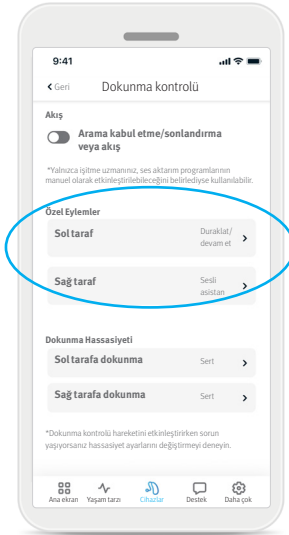 9:41
Geri
Dokunma kontrolü
Akış
Arama kabul etme/sonlandırma
veya akış
*Yalnızca işitme uzmanınız, ses aktarım programlarının
manuel olarak etkinleştirilebileceğini belirlediyse kullanılabilir.
Özel Eylemler
Sol taraf
Duraklat/
devam et
Sağ taraf
Sesli
asistan
Dokunma Hassasiyeti
Sol tarafa dokunma
Sert
Sağ tarafa dokunma
Sert
*Dokunma kontrolü hareketini etkinleştirirken sorun
yaşıyorsanız hassasiyet ayarlarını değiştirmeyi deneyin.
Ana ekran
Yaşam tarzı
Cihazlar
Destek
Daha çok